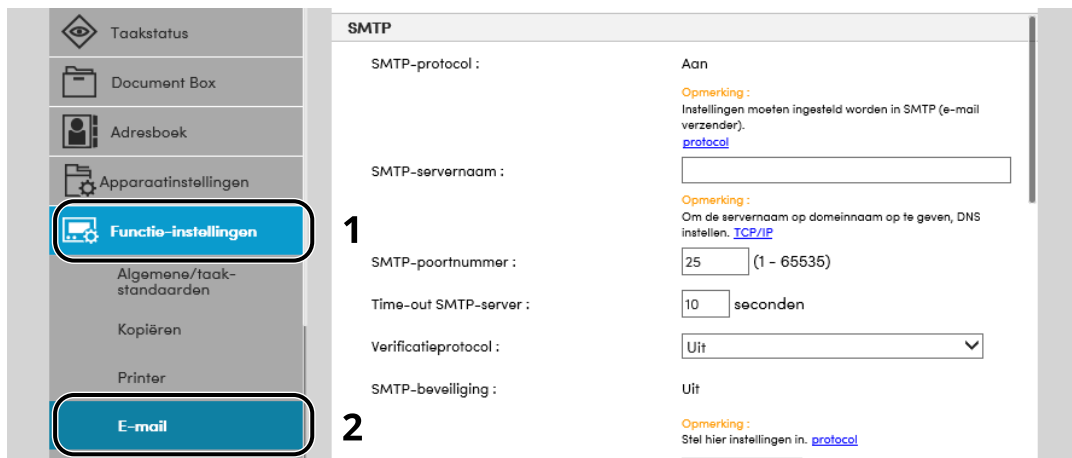 Taakstatus
Document Box
Adresboek
Apparaatinstellingen
Functie-instellingen
1
Algemene/taak-
standaarden
Kopiëren
Printer
E-mail
2
SMTP
SMTP-protocol :
Aan
Opmerking :
Instellingen moeten ingesteld worden in SMTP (e-mail
verzender).
protocol
SMTP-servernaam :
Opmerking :
Om de servernaam op domeinnaam op te geven, DNS
instellen. TCP/IP
SMTP-poortnummer :
25 (1 - 65535)
Time-out SMTP-server :
10 seconden
Verificatieprotocol :
Uit
SMTP-beveiliging :
Uit
Opmerking :
Stel hier instellingen in. protocol